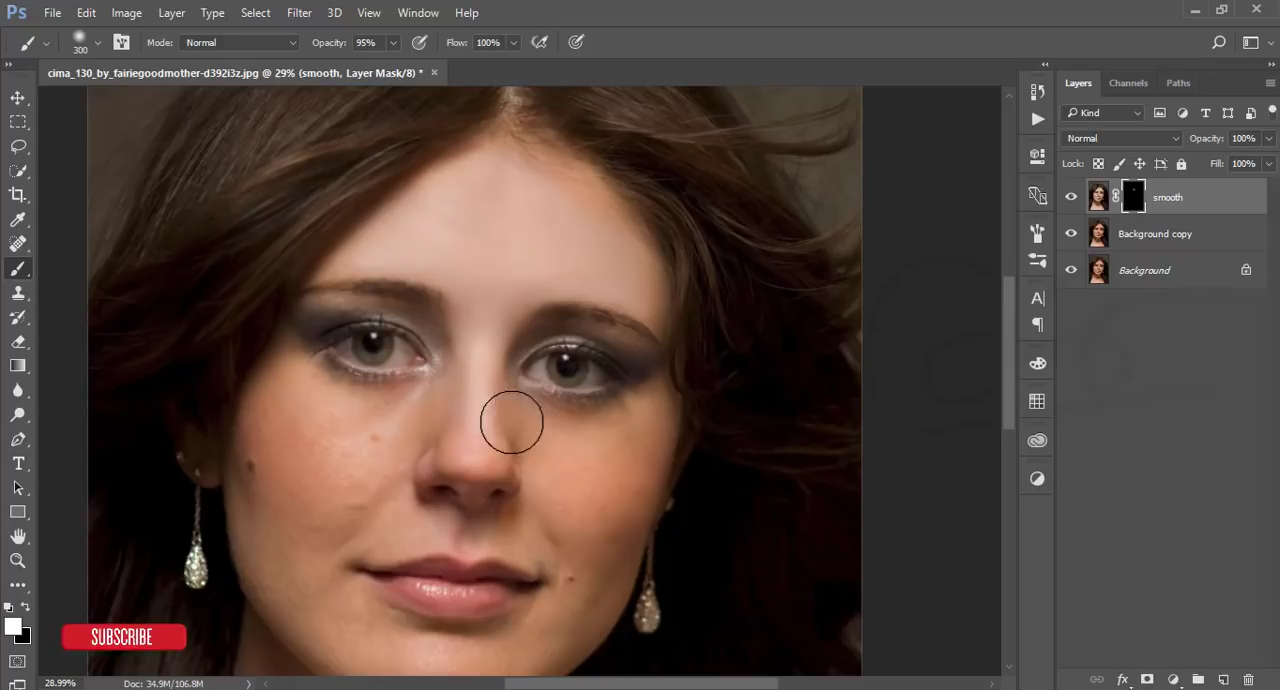 Ps File Edit Image Layer Type Select Filter 3D View Window Help
300 Mode: Normal Opacity: 95% Flow: 100%
cima_130_by_fairiegoodmother-d392i3z.jpg @ 29% (smooth, Layer Mask/8) *
Layers Channels Paths
Kind
Normal Opacity: 100%
Lock: Fill: 100%
smooth
Background copy
Background
SUBSCRIBE
28.99% Doc: 34.9M/106.8M